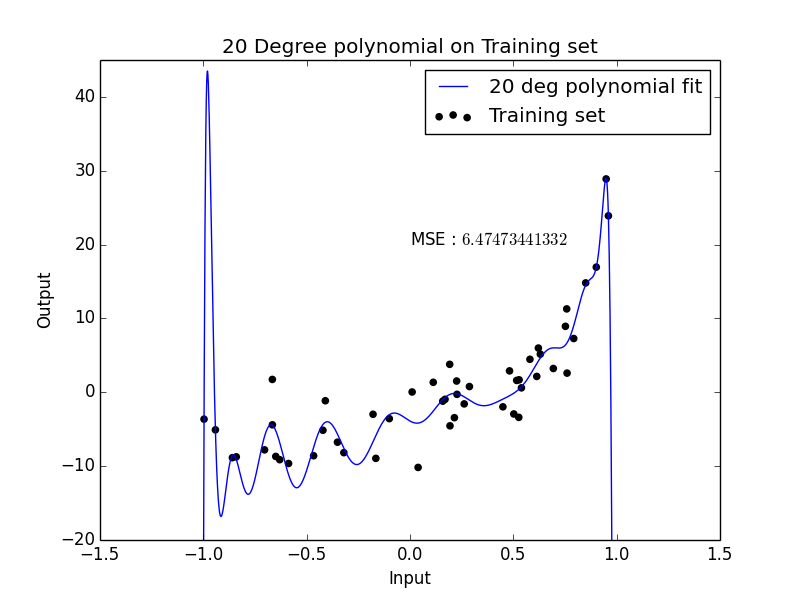 20 Degree polynomial on Training set
40
30
20
10
0
−10
−20
Output
20 deg polynomial fit
Training set
MSE : 6.47473441332
−1.5 −1.0 −0.5 0.0 0.5 1.0 1.5
Input